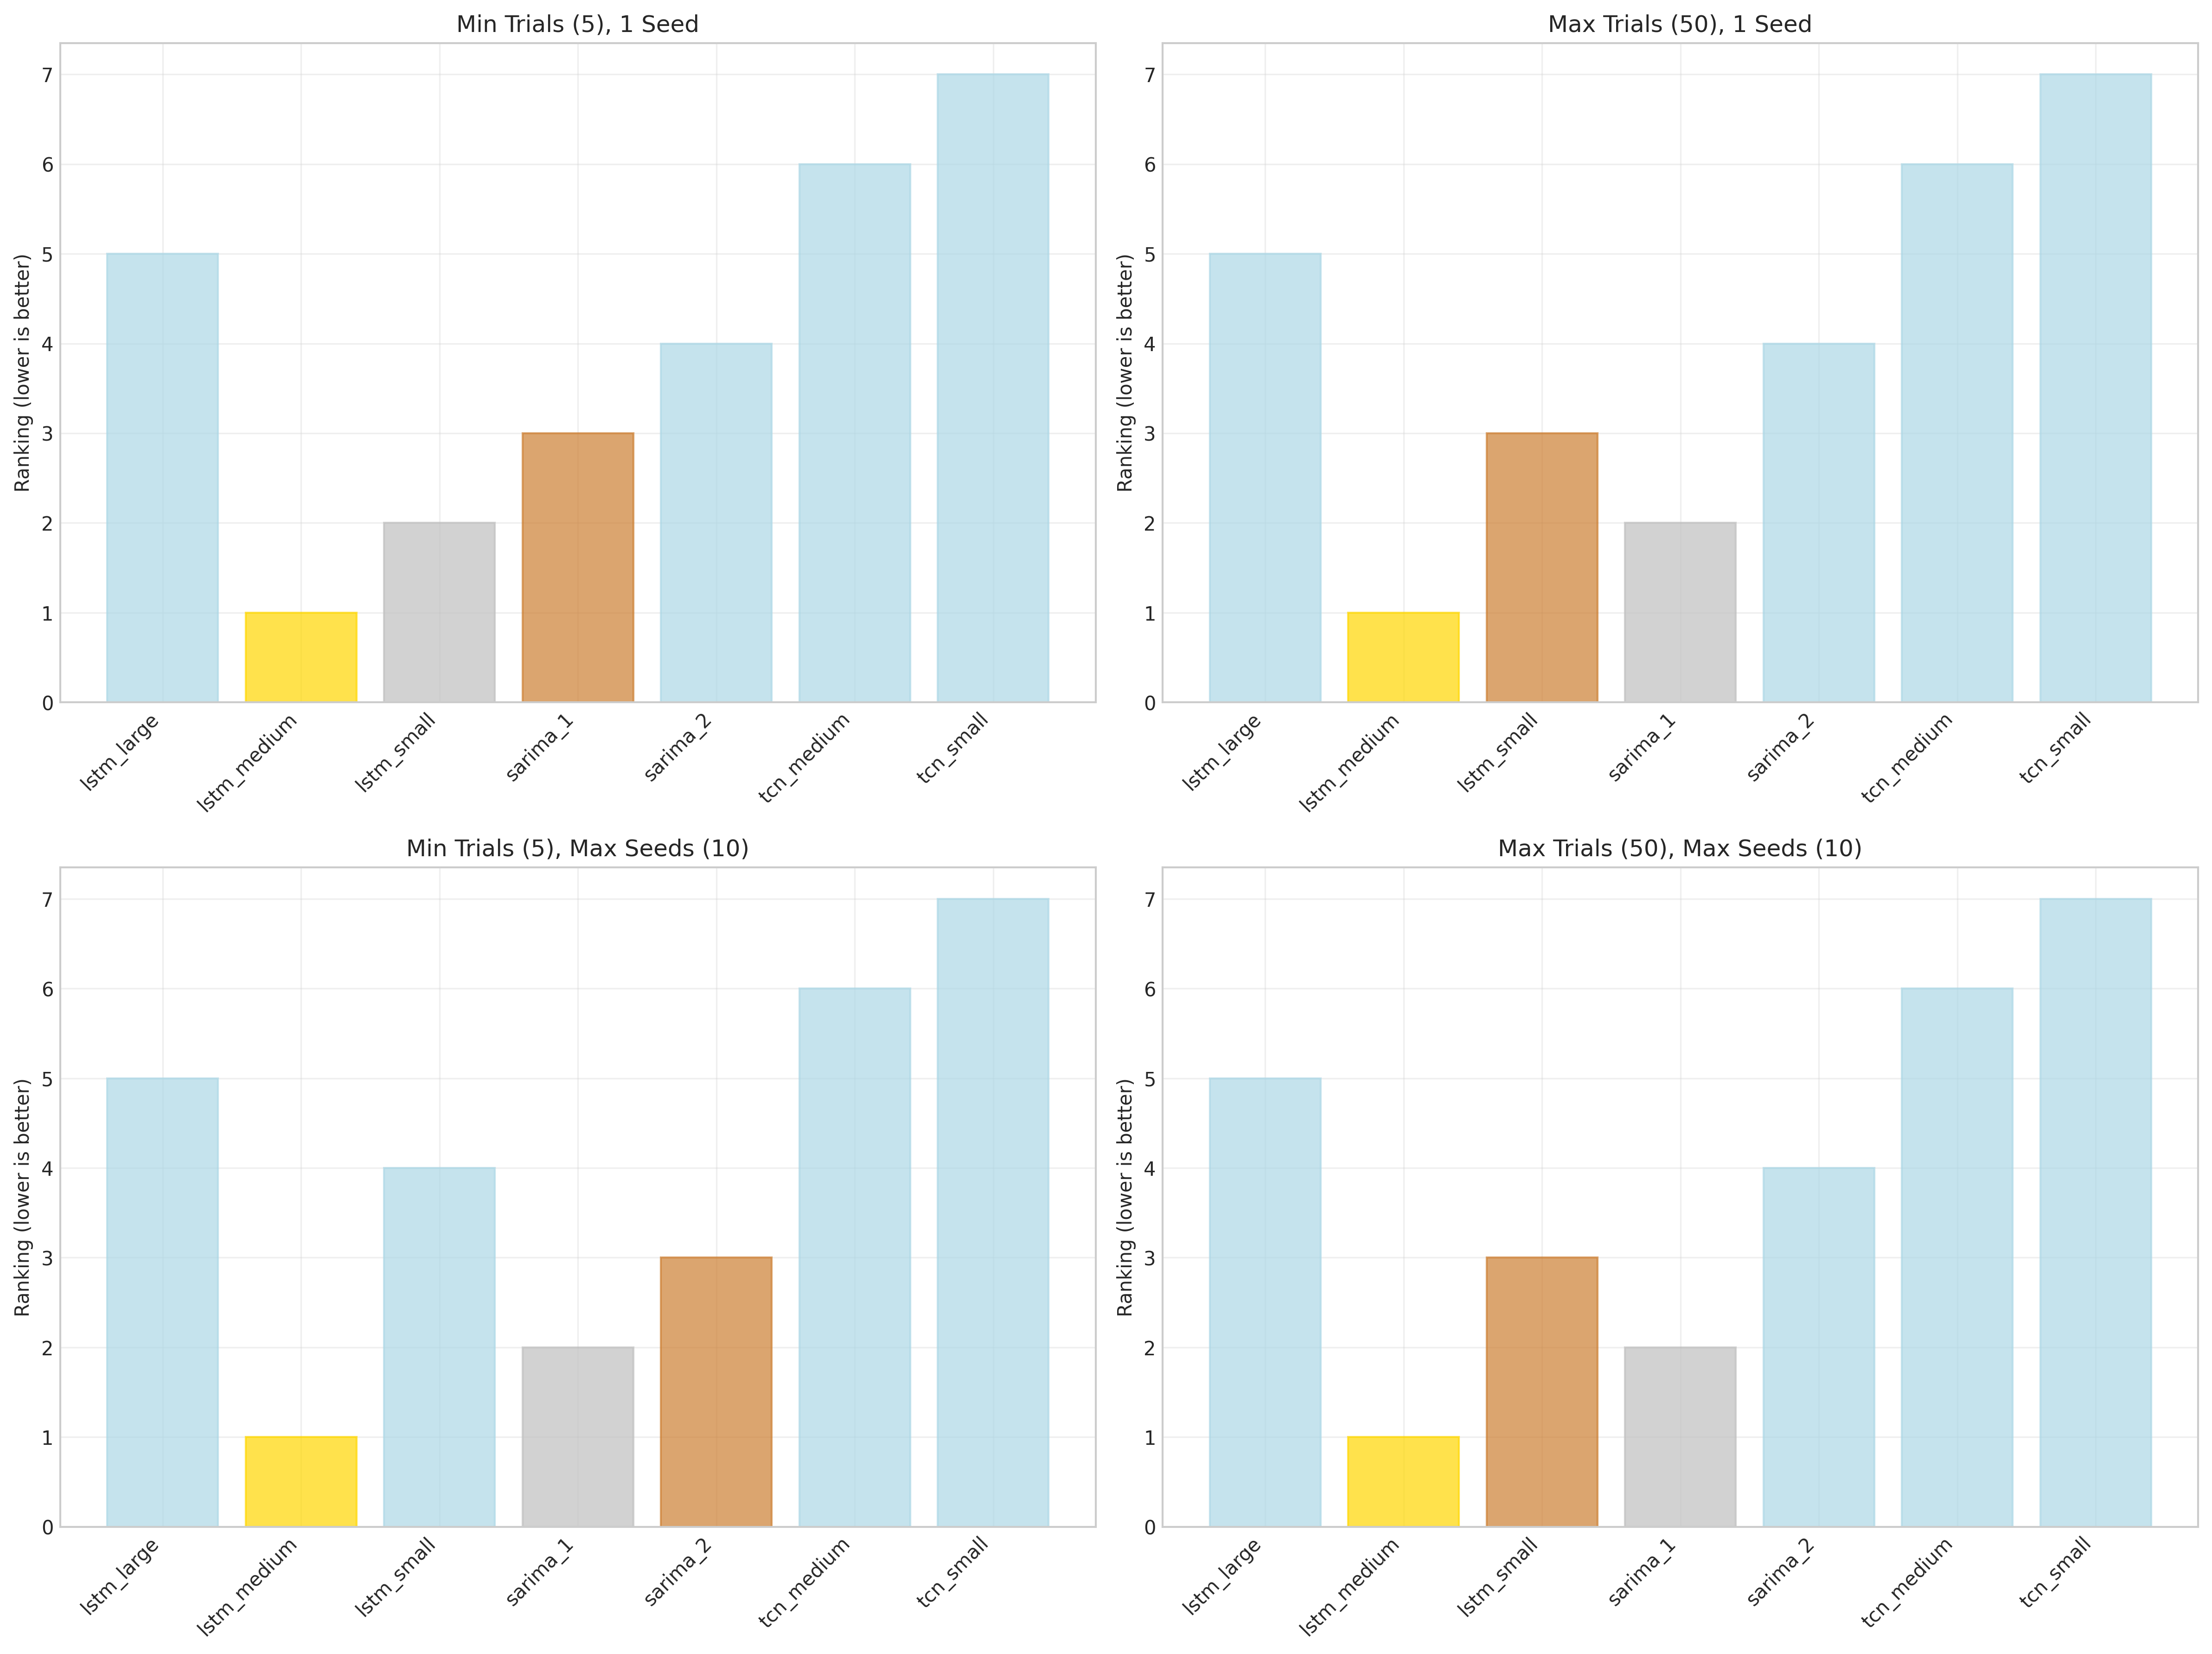 Min Trials (5), 1 Seed
Ranking (lower is better)
7
6
5
4
3
2
1
0
lstm_large
lstm_medium
lstm_small
sarima_1
sarima_2
tcn_medium
tcn_small
Max Trials (50), 1 Seed
Ranking (lower is better)
7
6
5
4
3
2
1
0
lstm_large
lstm_medium
lstm_small
sarima_1
sarima_2
tcn_medium
tcn_small
Min Trials (5), Max Seeds (10)
Ranking (lower is better)
7
6
5
4
3
2
1
0
lstm_large
lstm_medium
lstm_small
sarima_1
sarima_2
tcn_medium
tcn_small
Max Trials (50), Max Seeds (10)
Ranking (lower is better)
7
6
5
4
3
2
1
0
lstm_large
lstm_medium
lstm_small
sarima_1
sarima_2
tcn_medium
tcn_small